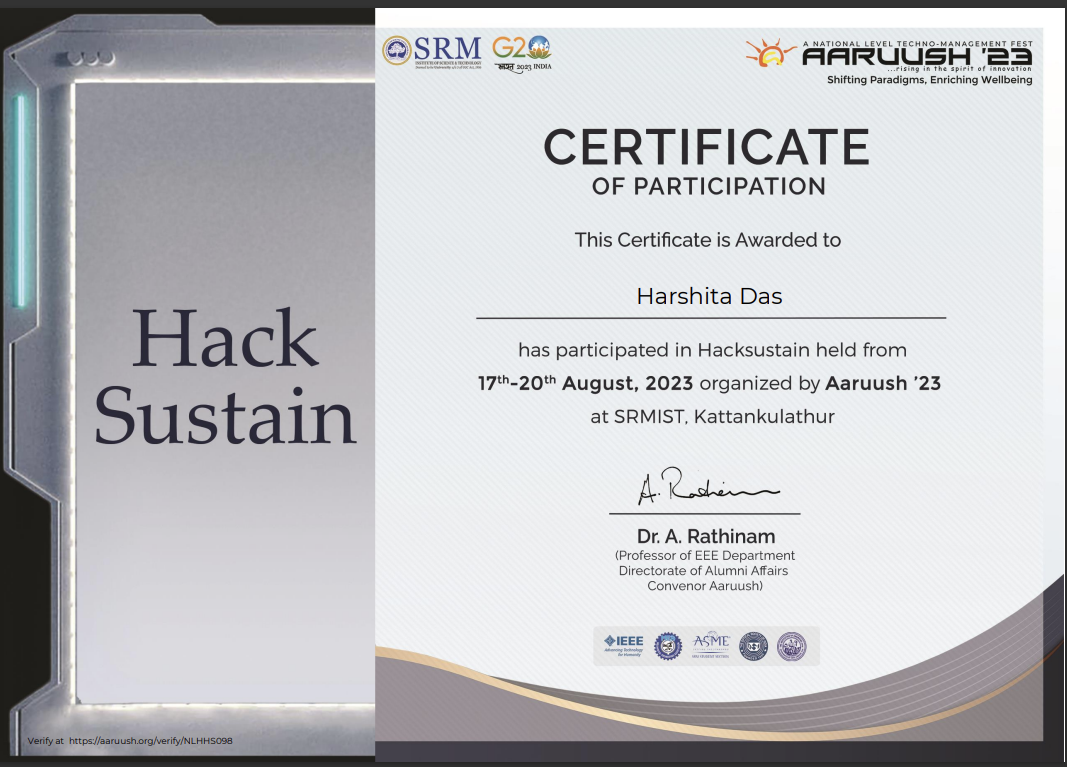 SRM
INSTITUTE OF SCIENCE & TECHNOLOGY
G20
भारत 2023 INDIA
A NATIONAL LEVEL TECHNO-MANAGEMENT FEST
AARUUSH '23
...rising in the spirit of innovation
Shifting Paradigms, Enriching Wellbeing
Hack
Sustain
CERTIFICATE
OF PARTICIPATION
This Certificate is Awarded to
Harshita Das
has participated in Hacksustain held from
17th-20th August, 2023 organized by Aaruush '23
at SRMIST, Kattankulathur
A. Rathinam
Dr. A. Rathinam
(Professor of EEE Department
Directorate of Alumni Affairs
Convenor Aaruush)
IEEE
Advancing Technology
for Humanity
ASME
Verify at https://aaruush.org/verify/NLHHS098